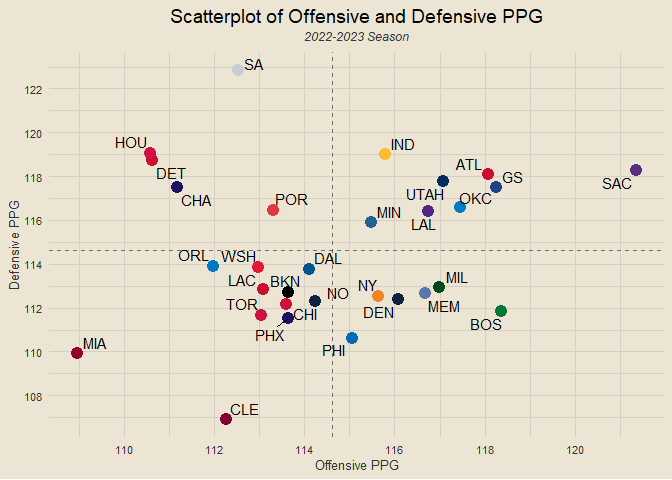 Scatterplot of Offensive and Defensive PPG
2022-2023 Season
SA
122
120
HOU
IND
DET
ATL
GS
118
SAC
CHA
UTAH
OKC
POR
MIN
LAL
116
ORL
WSH
DAL
114
LAC
BKN
NY
MIL
NO
TOR
CHI
DEN
MEM
112
PHX
BOS
MIA
PHI
110
CLE
108
Defensive PPG
110 112 114 116 118 120
Offensive PPG